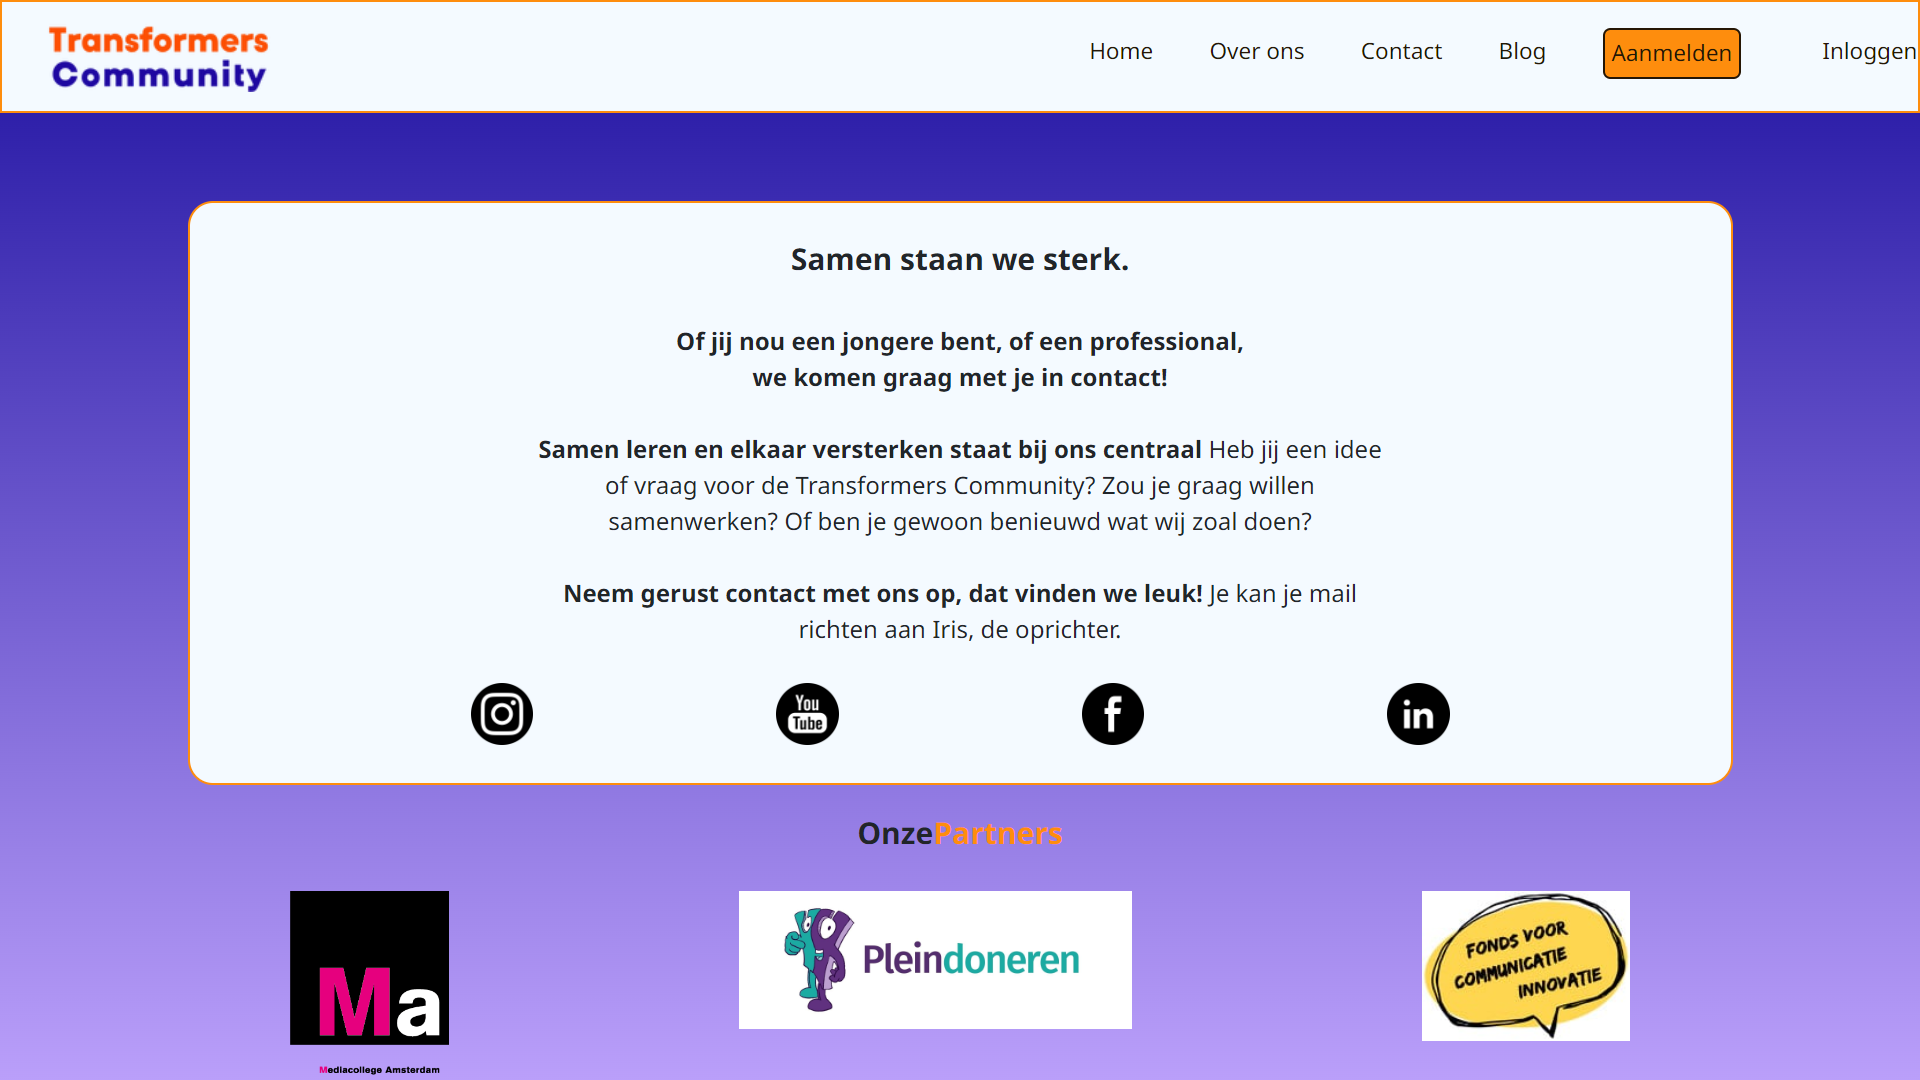 Transformers
Community
Home
Over ons
Contact
Blog
Aanmelden
Inloggen
Samen staan we sterk.
Of jij nou een jongere bent, of een professional,
we komen graag met je in contact!
Samen leren en elkaar versterken staat bij ons centraal Heb jij een idee
of vraag voor de Transformers Community? Zou je graag willen
samenwerken? Of ben je gewoon benieuwd wat wij zoal doen?
Neem gerust contact met ons op, dat vinden we leuk! Je kan je mail
richten aan Iris, de oprichter.
You
Tube
f
in
OnzePartners
Ma
Mediacollege Amsterdam
Pleindoneren
FONDS VOOR
COMMUNICATIE
INNOVATIE